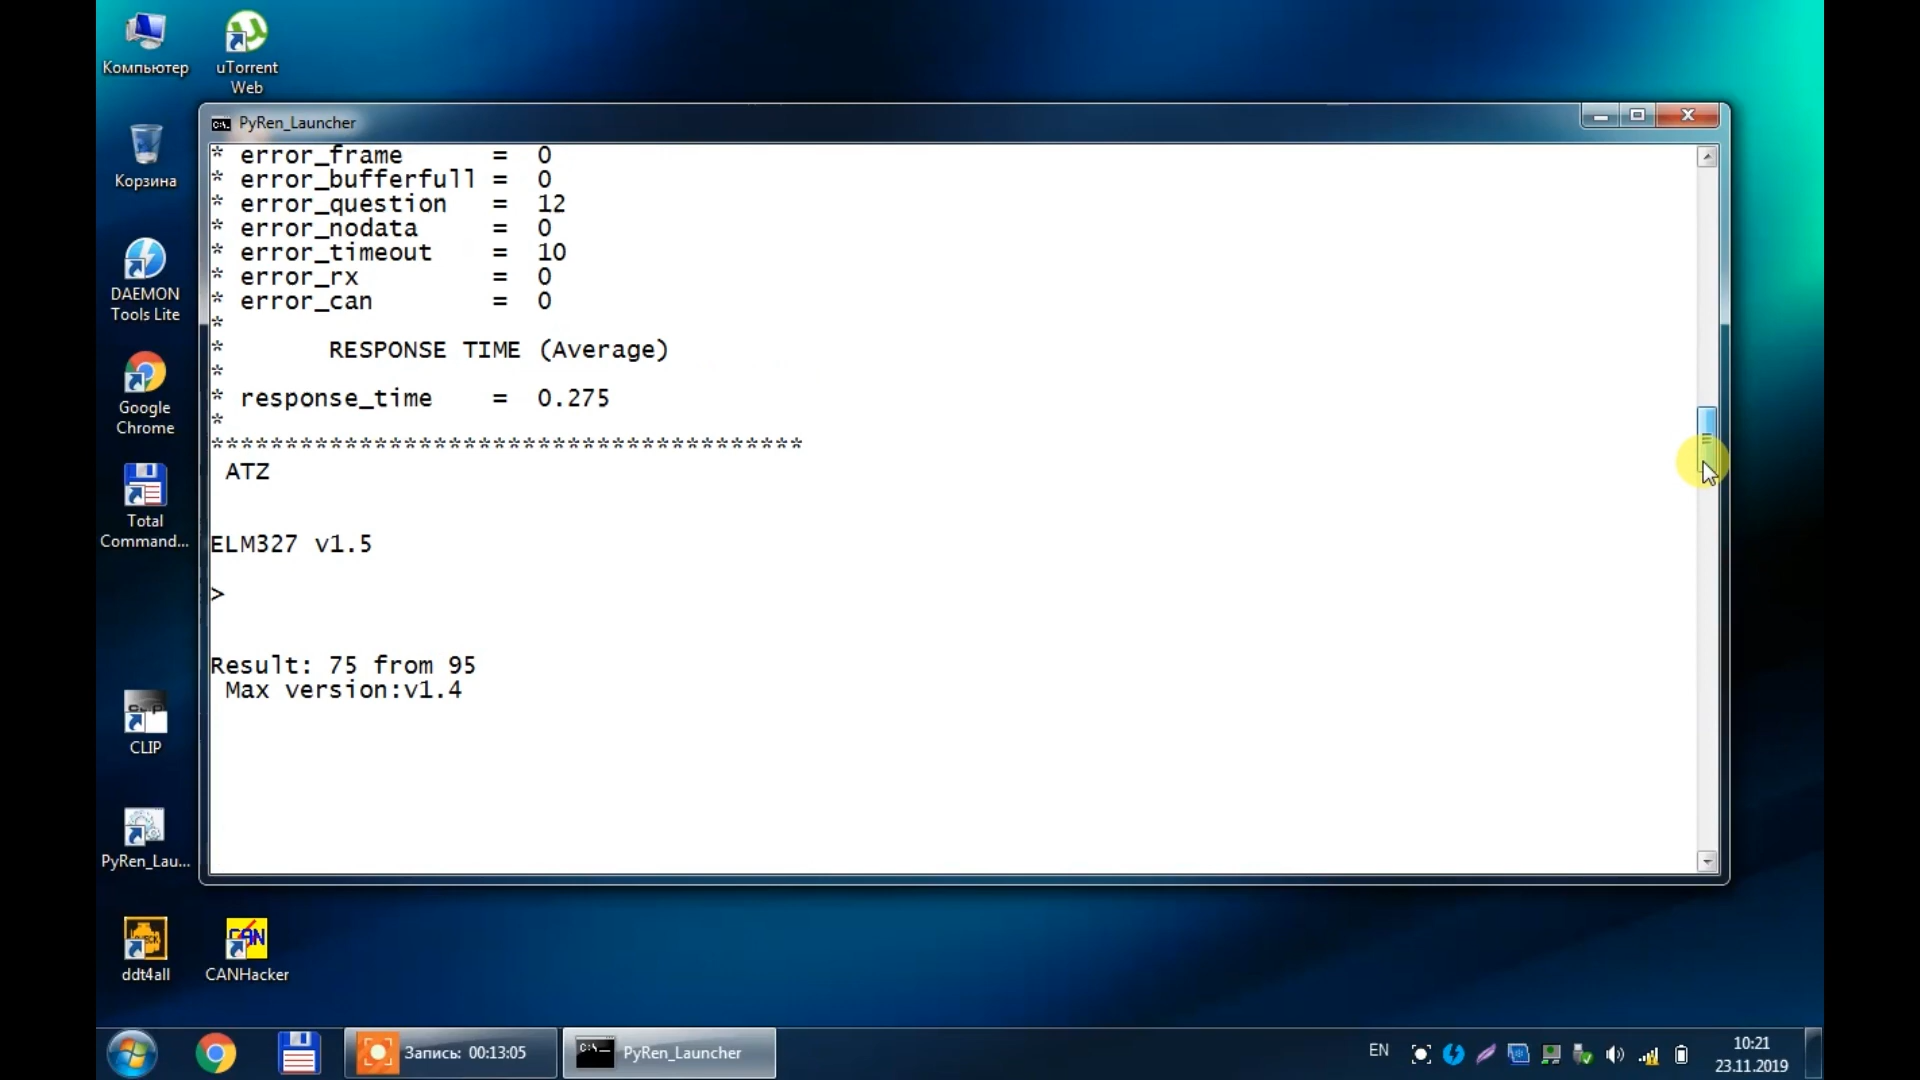 Компьютер
uTorrent
Web
Корзина
DAEMON
Tools Lite
Google
Chrome
Total
Command...
CLIP
PyRen_Lau...
ddt4all
CANHacker
PyRen_Launcher
* error_frame = 0
* error_bufferfull = 0
* error_question = 12
* error_nodata = 0
* error_timeout = 10
* error_rx = 0
* error_can = 0
*
* RESPONSE TIME (Average)
*
* response_time = 0.275
*
****************************************
ATZ
ELM327 v1.5
>
Result: 75 from 95
Max version:v1.4
Запись: 00:13:05
PyRen_Launcher
EN
10:21
23.11.2019